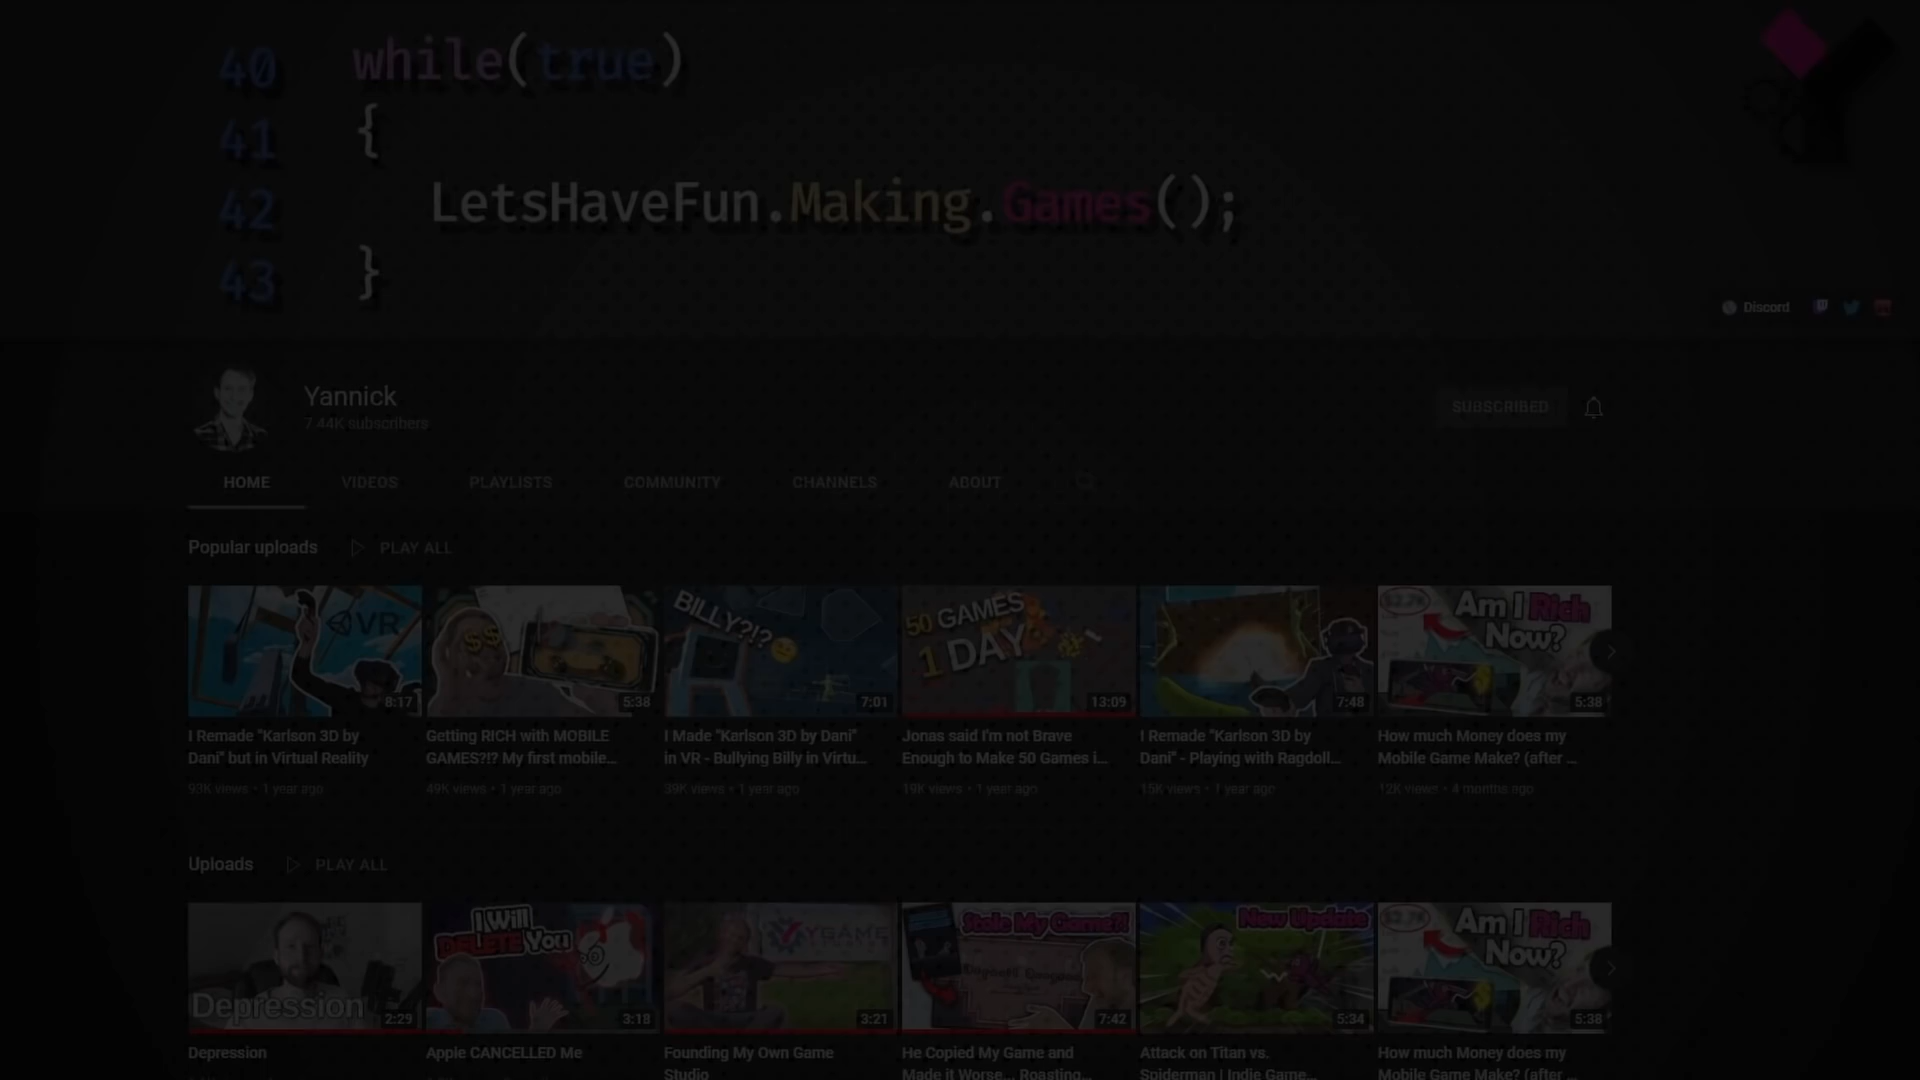 40 while(true)
41 {
42 LetsHaveFun.Making.Games();
43 }
Discord
Yannick
7.44K subscribers
SUBSCRIBED
HOME VIDEOS PLAYLISTS COMMUNITY CHANNELS ABOUT
Popular uploads PLAY ALL
VR
8:17
$$
5:38
BILLY?!?
7:01
50 GAMES
1 DAY
13:09
7:48
Am I Rich
Now?
5:38
I Remade "Karlson 3D by
Dani" but in Virtual Reality
93K views • 1 year ago
Getting RICH with MOBILE
GAMES?!? My first mobile...
49K views • 1 year ago
I Made "Karlson 3D by Dani"
in VR - Bullying Billy in Virtu...
39K views • 1 year ago
Jonas said I'm not Brave
Enough to Make 50 Games i...
19K views • 1 year ago
I Remade "Karlson 3D by
Dani" - Playing with Ragdoll...
15K views • 1 year ago
How much Money does my
Mobile Game Make? (after ...
12K views • 4 months ago
Uploads PLAY ALL
Depression
2:29
I Will
DELETE You
3:18
YGAME
3:21
Stole My Game?!
7:42
New Update
5:34
Am I Rich
Now?
5:38
Depression
Apple CANCELLED Me
Founding My Own Game
Studio
He Copied My Game and
Made it Worse... Roasting...
Attack on Titan vs.
Spiderman | Indie Game...
How much Money does my
Mobile Game Make? (after ...